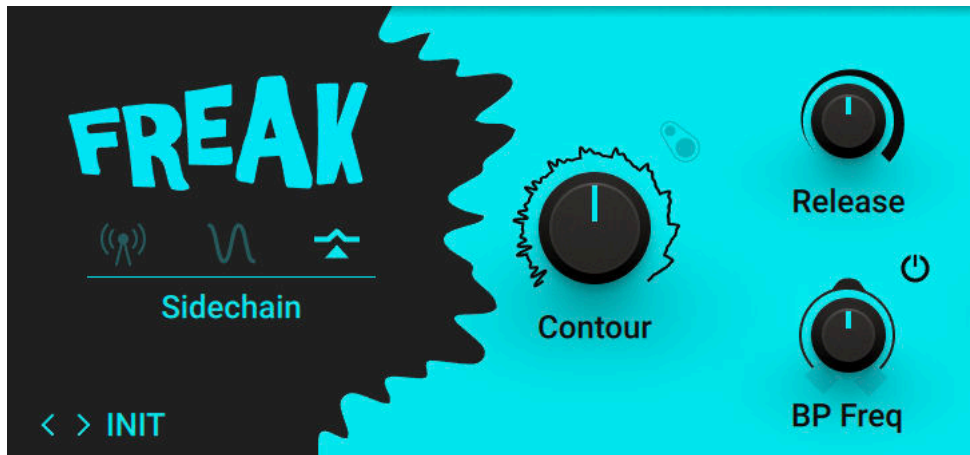 FREAK
Sidechain
< > INIT
Contour
Release
BP Freq